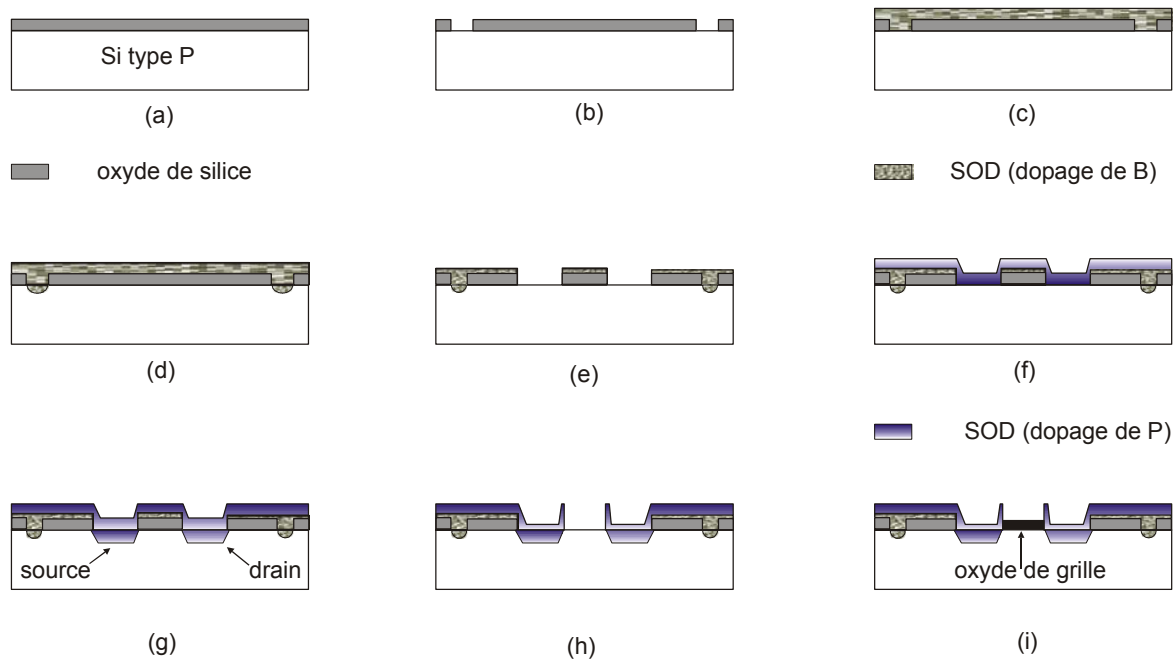 Si type P
(a)
(b)
(c)
oxyde de silice
SOD (dopage de B)
(d)
(e)
(f)
SOD (dopage de P)
source
drain
oxyde de grille
(g)
(h)
(i)